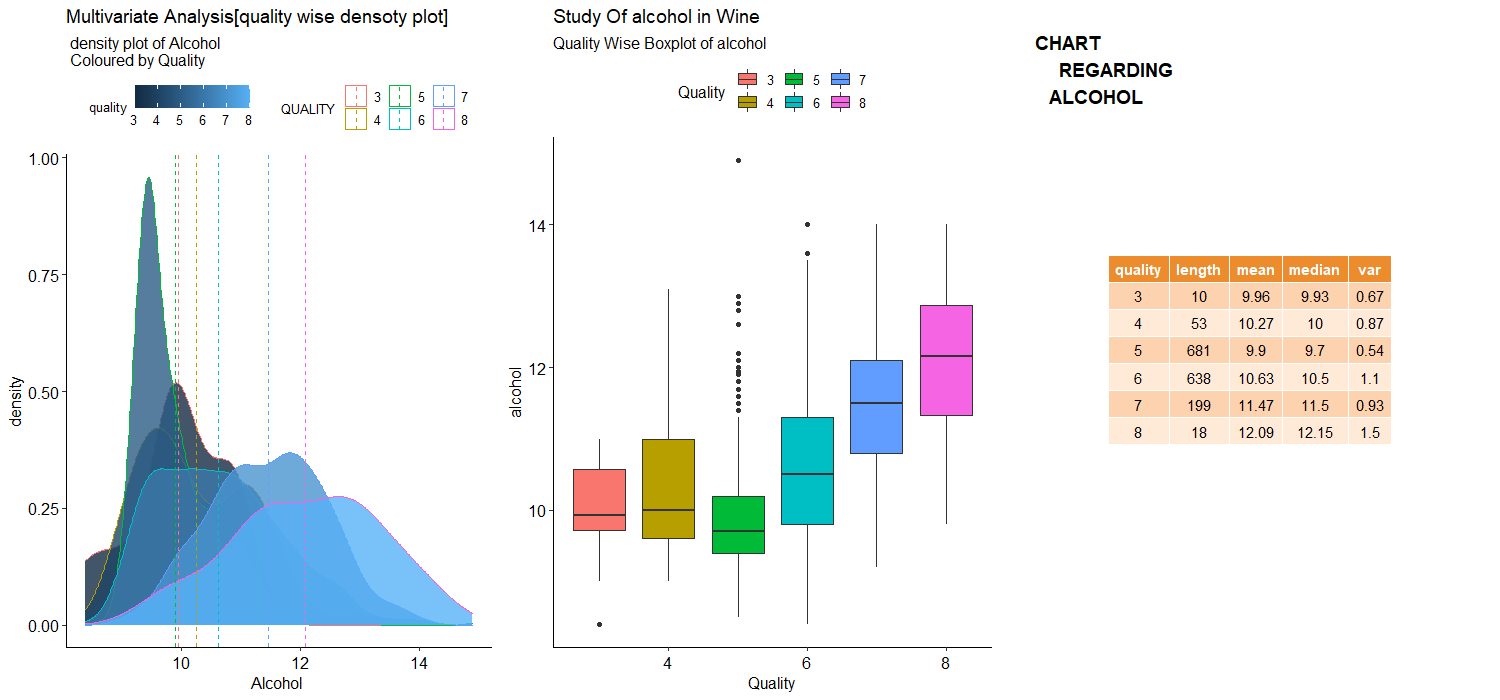 Multivariate Analysis[quality wise densoty plot]
density plot of Alcohol
Coloured by Quality
quality
3 4 5 6 7 8
QUALITY
3 5 7
4 6 8
1.00
0.75
0.50
0.25
0.00
density
10 12 14
Alcohol
Study Of alcohol in Wine
Quality Wise Boxplot of alcohol
Quality
3 5 7
4 6 8
14
12
10
alcohol
4 6 8
Quality
CHART
REGARDING
ALCOHOL
quality length mean median var
3 10 9.96 9.93 0.67
4 53 10.27 10 0.87
5 681 9.9 9.7 0.54
6 638 10.63 10.5 1.1
7 199 11.47 11.5 0.93
8 18 12.09 12.15 1.5